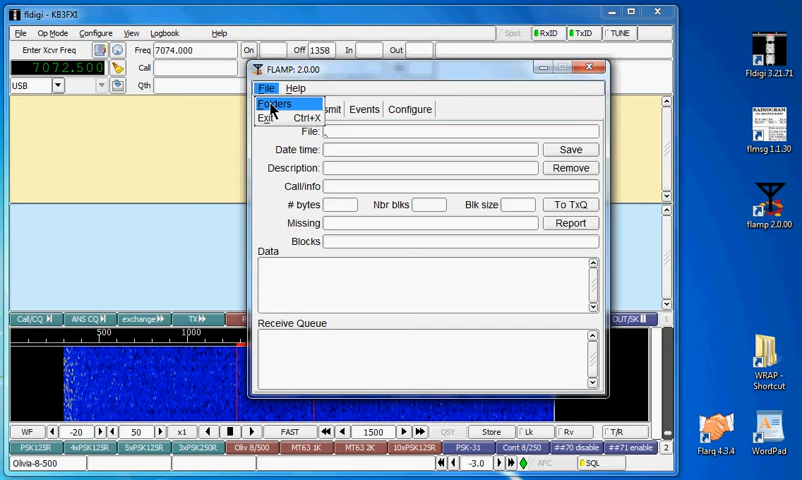 fldigi - KB3FXI
File Op Mode Configure View Logbook Help
Spot RxID TxID TUNE
Enter Xcvr Freq Freq 7074.000 On Off 1358 In Out
7072.500 Call
USB Qth
FLAMP: 2.0.00
File Help
Folders
Exit Ctrl+X
smit Events Configure
File:
Date time: Save
Description: Remove
Call/info
# bytes Nbr blks Blk size To TxQ
Missing Report
Blocks
Data
Receive Queue
Call/CQ ANS CQ exchange TX R OUT/SK 1
500 1000
WF -20 50 x1 FAST 1500 QSY Store Lk Rv T/R
PSK125R 4xPSK125R 5xPSK125R 3xPSK250R Oliv 8/500 MT63 1K MT63 2K 10xPSK125R PSK-31 Cont 8/250 ##70 disable ##71 enable 2
Olivia-8-500 -3.0 AFC SQL
Fldigi 3.21.71
RADIOGRAM
flmsg 1.1.30
flamp 2.0.00
WRAP - Shortcut
Flarq 4.3.4
WordPad